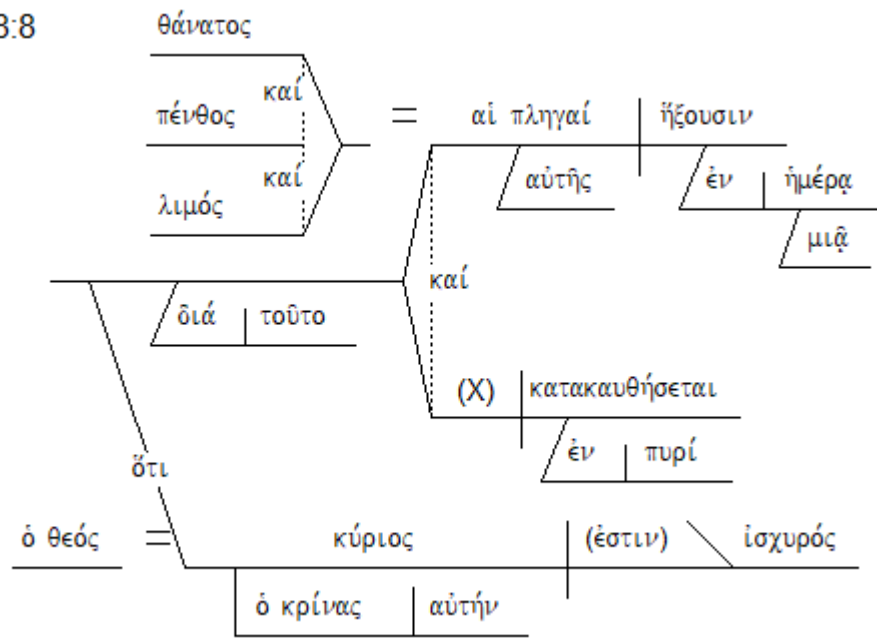 3:8
θάνατος
καί
πένθος = αἱ πληγαί ἥξουσιν
καί αὐτῆς ἐν ἡμέρᾳ
λιμός μιᾷ
καί
διά τοῦτο
(X) κατακαυθήσεται
ἐν πυρί
ὅτι
ὁ θεός = κύριος (ἐστιν) ἰσχυρός
ὁ κρίνας αὐτήν